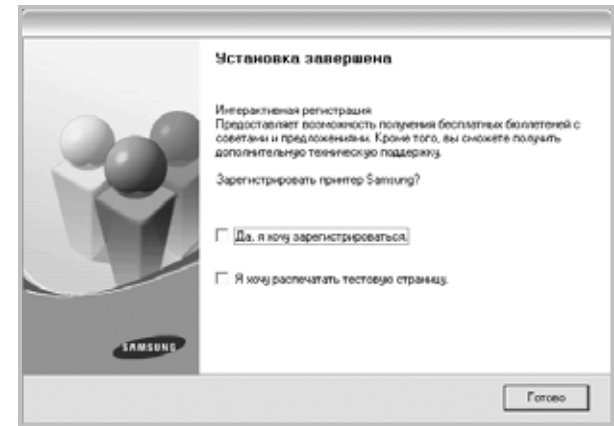 Установка завершена
Интерактивная регистрация
Предоставляет возможность получения бесплатных бюллетеней с
советами и предложениями. Кроме того, вы сможете получить
дополнительную техническую поддержку.
Зарегистрировать принтер Samsung?
Да, я хочу зарегистрироваться.
Я хочу распечатать тестовую страницу.
SAMSUNG
Готово